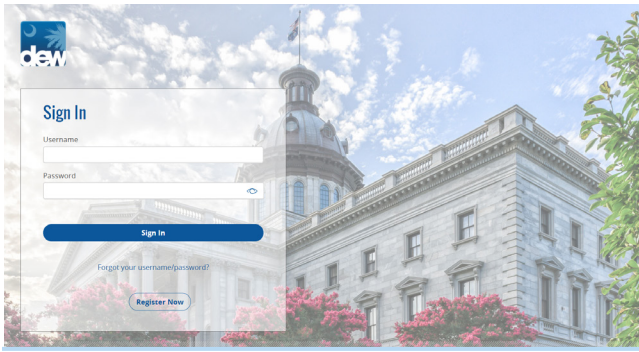 dew
Sign In
Username
Password
Sign In
Forgot your username/password?
Register Now